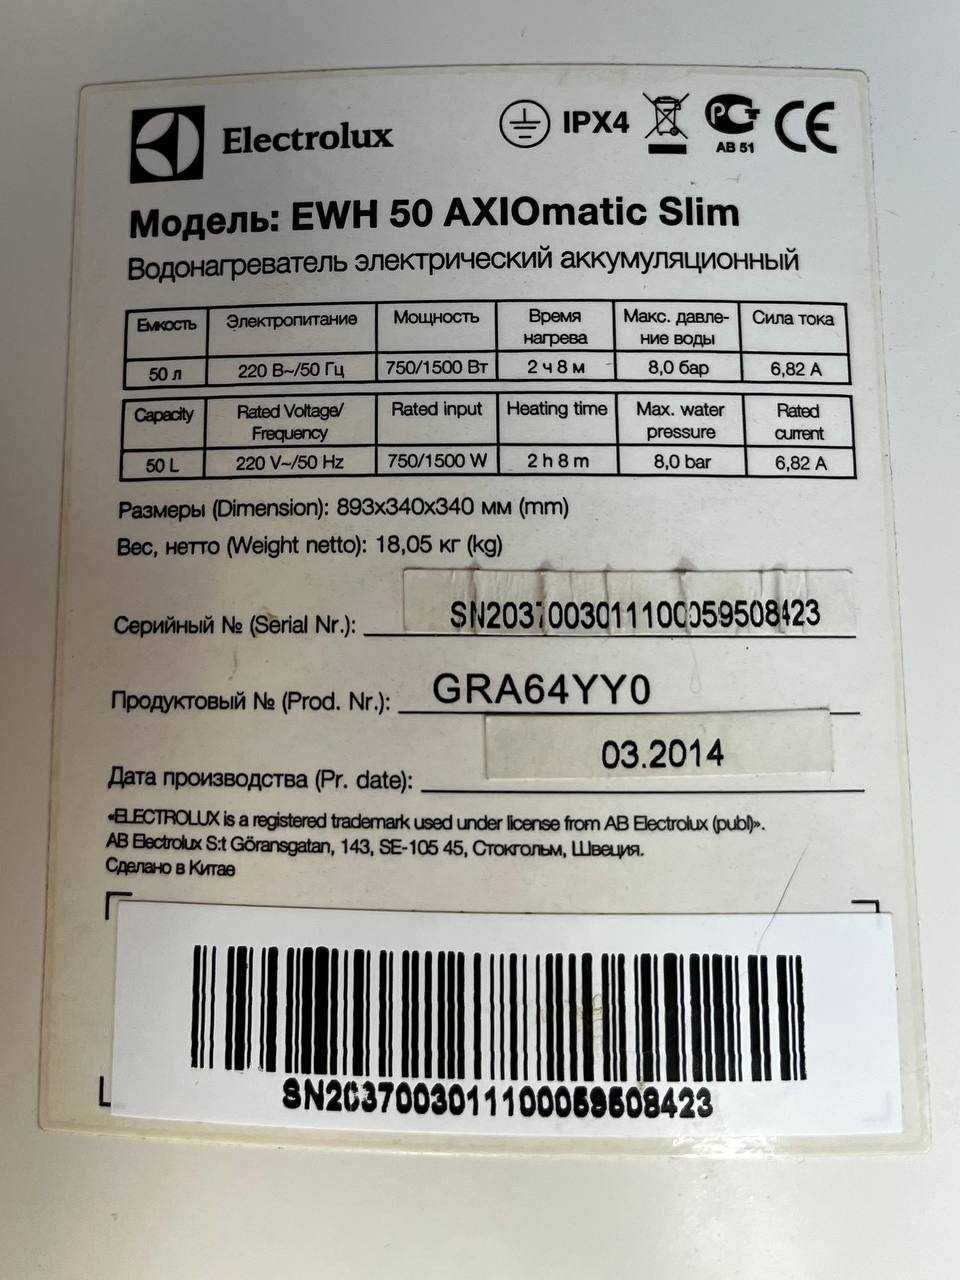 Electrolux
IPX4
АВ 51
CE
Модель: EWH 50 AXIOmatic Slim
Водонагреватель электрический аккумуляционный
Емкость Электропитание Мощность Время нагрева Макс. давле- ние воды Сила тока
50 л 220 В~/50 Гц 750/1500 Вт 2 ч 8 м 8,0 бар 6,82 А
Capacity Rated Voltage/ Frequency Rated input Heating time Max. water pressure Rated current
50 L 220 V~/50 Hz 750/1500 W 2 h 8 m 8,0 bar 6,82 A
Размеры (Dimension): 893x340x340 мм (mm)
Вес, нетто (Weight netto): 18,05 кг (kg)
Серийный № (Serial Nr.): SN20370030111100059508423
Продуктовый № (Prod. Nr.): GRA64YY0
Дата производства (Pr. date): 03.2014
«ELECTROLUX is a registered trademark used under license from AB Electrolux (publ)».
AB Electrolux S:t Göransgatan, 143, SE-105 45, Стокгольм, Швеция.
Сделано в Китае
SN20370030111100059508423